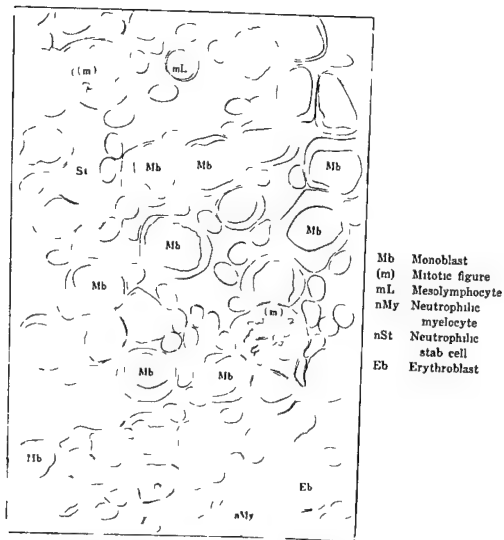 ((m)
mL
St
Mb
Mb
Mb
Mb
Mb
Mb
(m)
Mb
Mb
Mb
Eb
nMy
Mb Monoblast
(m) Mitotic figure
mL Mesolymphocyte
nMy Neutrophilic
myelocyte
nSt Neutrophilic
stab cell
Eb Erythroblast